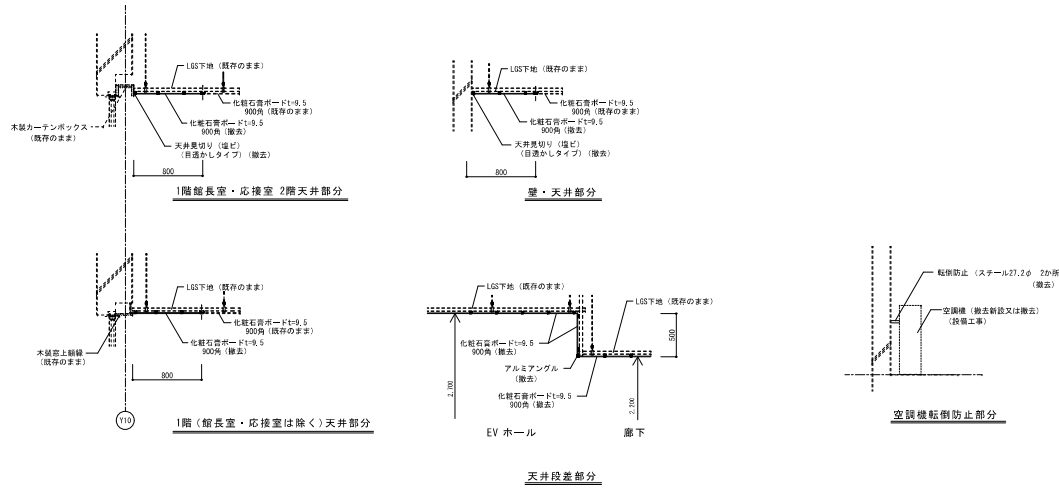 LGS下地（既存のまま）
化粧石膏ボードt=9.5
900角（既存のまま）
化粧石膏ボードt=9.5
900角（撤去）
木製カーテンボックス
（既存のまま）
天井見切り（塩ビ）
（目透かしタイプ）（撤去）
800
1階館長室・応接室 2階天井部分
LGS下地（既存のまま）
化粧石膏ボードt=9.5
900角（既存のまま）
化粧石膏ボードt=9.5
900角（撤去）
天井見切り（塩ビ）
（目透かしタイプ）（撤去）
800
壁・天井部分
LGS下地（既存のまま）
化粧石膏ボードt=9.5
900角（既存のまま）
化粧石膏ボードt=9.5
900角（撤去）
木製窓上額縁
（既存のまま）
800
Y10
1階（館長室・応接室は除く）天井部分
LGS下地（既存のまま）
LGS下地（既存のまま）
500
化粧石膏ボードt=9.5
900角（撤去）
アルミアングル
（撤去）
化粧石膏ボードt=9.5
900角（撤去）
2,700
2,200
EV ホール
廊下
天井段差部分
転倒防止 （スチール27.2φ 2か所）
（撤去）
空調機（撤去新設又は撤去）
（設備工事）
空調機転倒防止部分